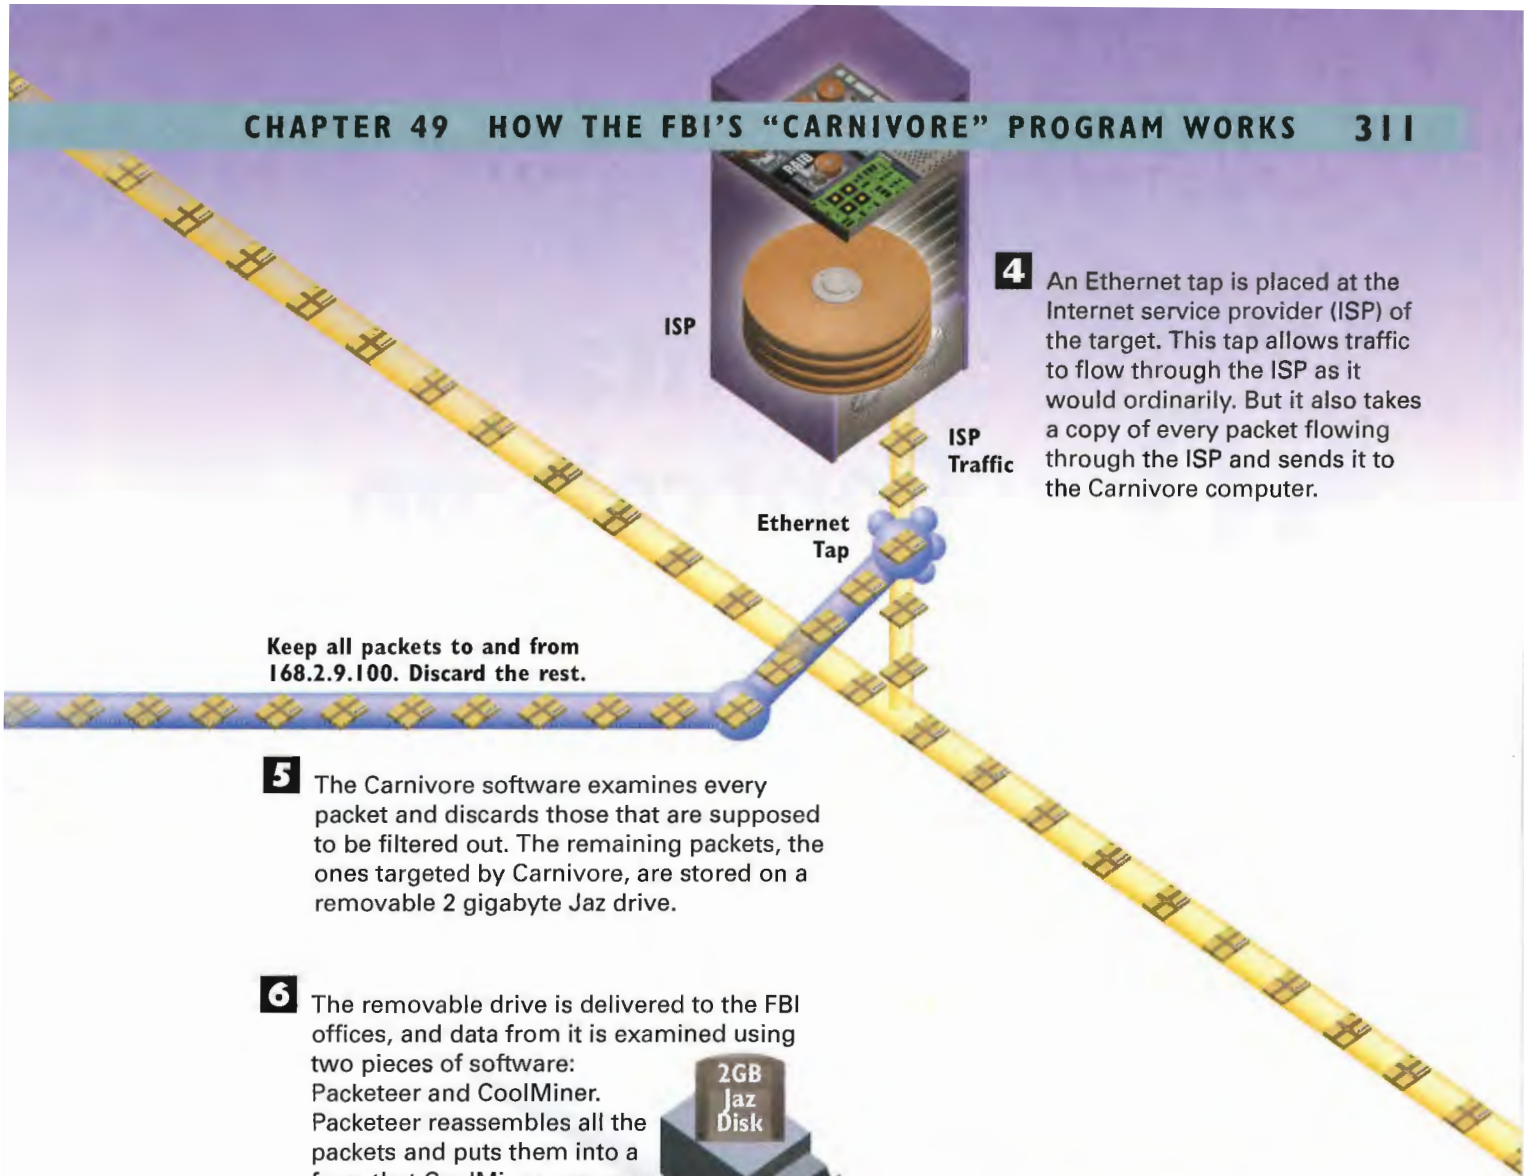 CHAPTER 49 HOW THE FBI'S “CARNIVORE” PROGRAM WORKS 311
RAID
ISP
4 An Ethernet tap is placed at the
Internet service provider (ISP) of
the target. This tap allows traffic
to flow through the ISP as it
would ordinarily. But it also takes
a copy of every packet flowing
through the ISP and sends it to
the Carnivore computer.
ISP
Traffic
Ethernet
Tap
Keep all packets to and from
168.2.9.100. Discard the rest.
5 The Carnivore software examines every
packet and discards those that are supposed
to be filtered out. The remaining packets, the
ones targeted by Carnivore, are stored on a
removable 2 gigabyte Jaz drive.
6 The removable drive is delivered to the FBI
offices, and data from it is examined using
two pieces of software:
Packeteer and CoolMiner.
Packeteer reassembles all the
packets and puts them into a
2GB
Jaz
Disk